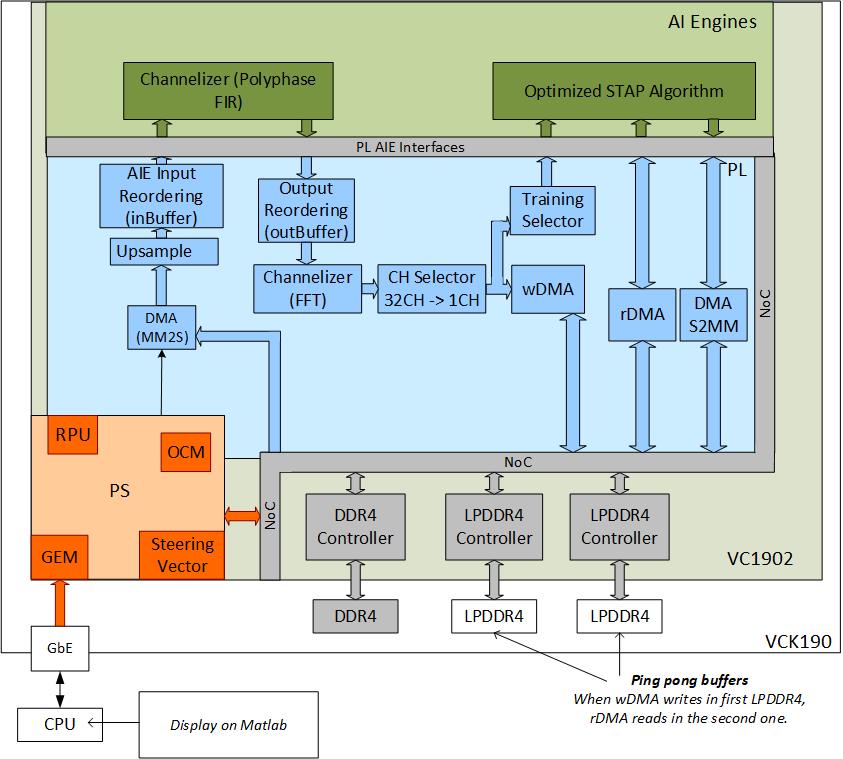 AI Engines
Channelizer (Polyphase
FIR)
Optimized STAP Algorithm
PL AIE Interfaces
PL
AIE Input
Reordering
(inBuffer)
Output
Reordering
(outBuffer)
Training
Selector
Upsample
Channelizer
(FFT)
CH Selector
32CH -> 1CH
wDMA
rDMA
DMA
S2MM
NoC
DMA
(MM2S)
RPU
OCM
PS
NoC
NoC
GEM
Steering
Vector
DDR4
Controller
LPDDR4
Controller
LPDDR4
Controller
VC1902
DDR4
LPDDR4
LPDDR4
VCK190
GbE
CPU
Display on Matlab
Ping pong buffers
When wDMA writes in first LPDDR4,
rDMA reads in the second one.